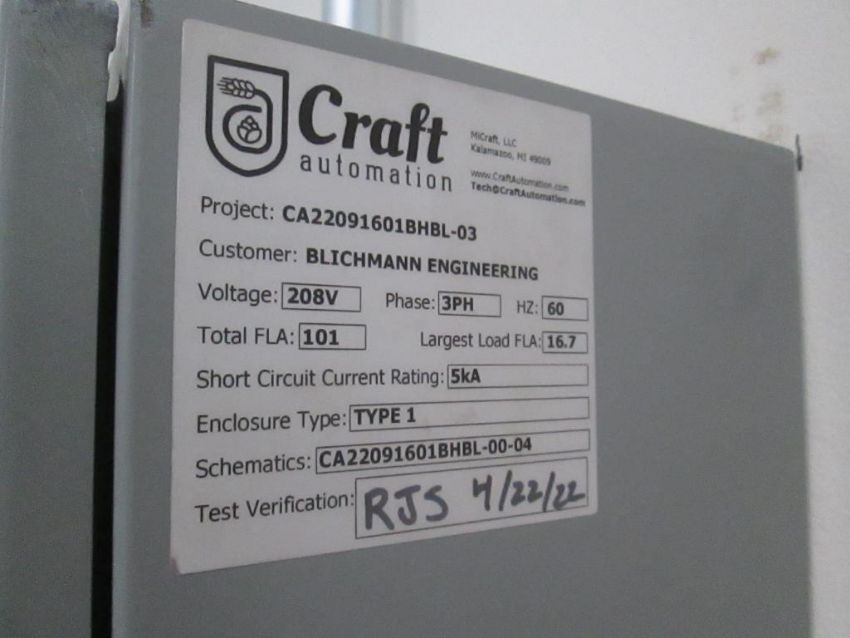 Craft
automation
MiCraft, LLC
Kalamazoo, MI 49009
www.CraftAutomation.com
Tech@CraftAutomation.com
Project: CA22091601BHBL-03
Customer: BLICHMANN ENGINEERING
Voltage: 208V Phase: 3PH HZ: 60
Total FLA: 101 Largest Load FLA: 16.7
Short Circuit Current Rating: 5kA
Enclosure Type: TYPE 1
Schematics: CA22091601BHBL-00-04
Test Verification: RJS 4/22/22